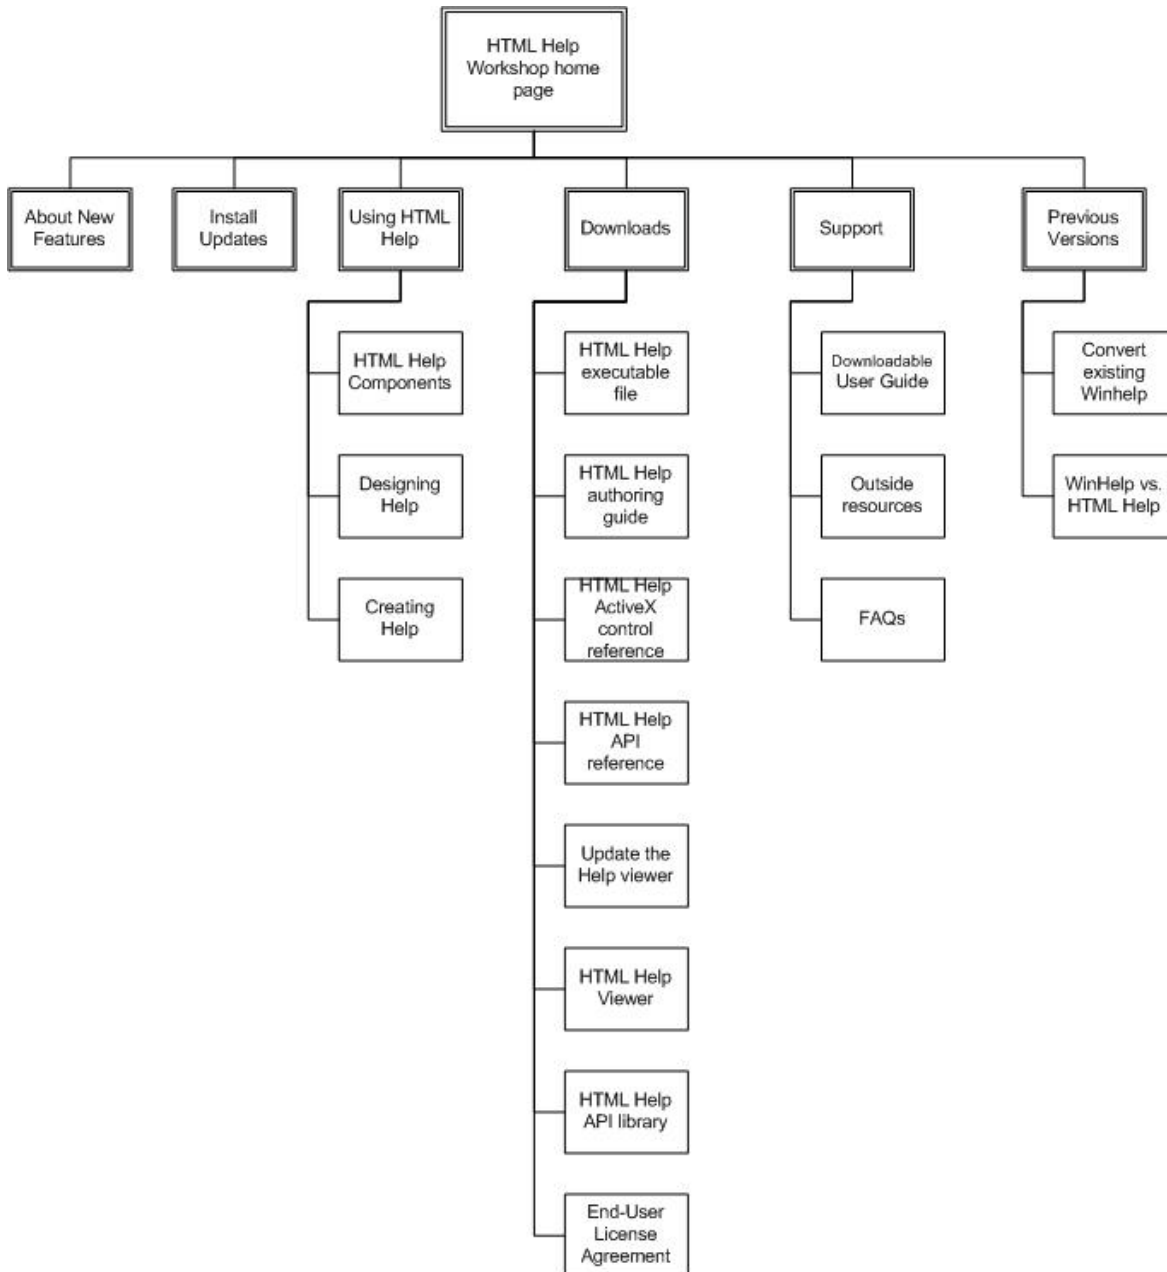 HTML Help
Workshop home
page
About New
Features
Install
Updates
Using HTML
Help
Downloads
Support
Previous
Versions
HTML Help
Components
Designing
Help
Creating
Help
HTML Help
executable
file
HTML Help
authoring
guide
HTML Help
ActiveX
control
reference
HTML Help
API
reference
Update the
Help viewer
HTML Help
Viewer
HTML Help
API library
End-User
License
Agreement
Downloadable
User Guide
Outside
resources
FAQs
Convert
existing
Winhelp
WinHelp vs.
HTML Help